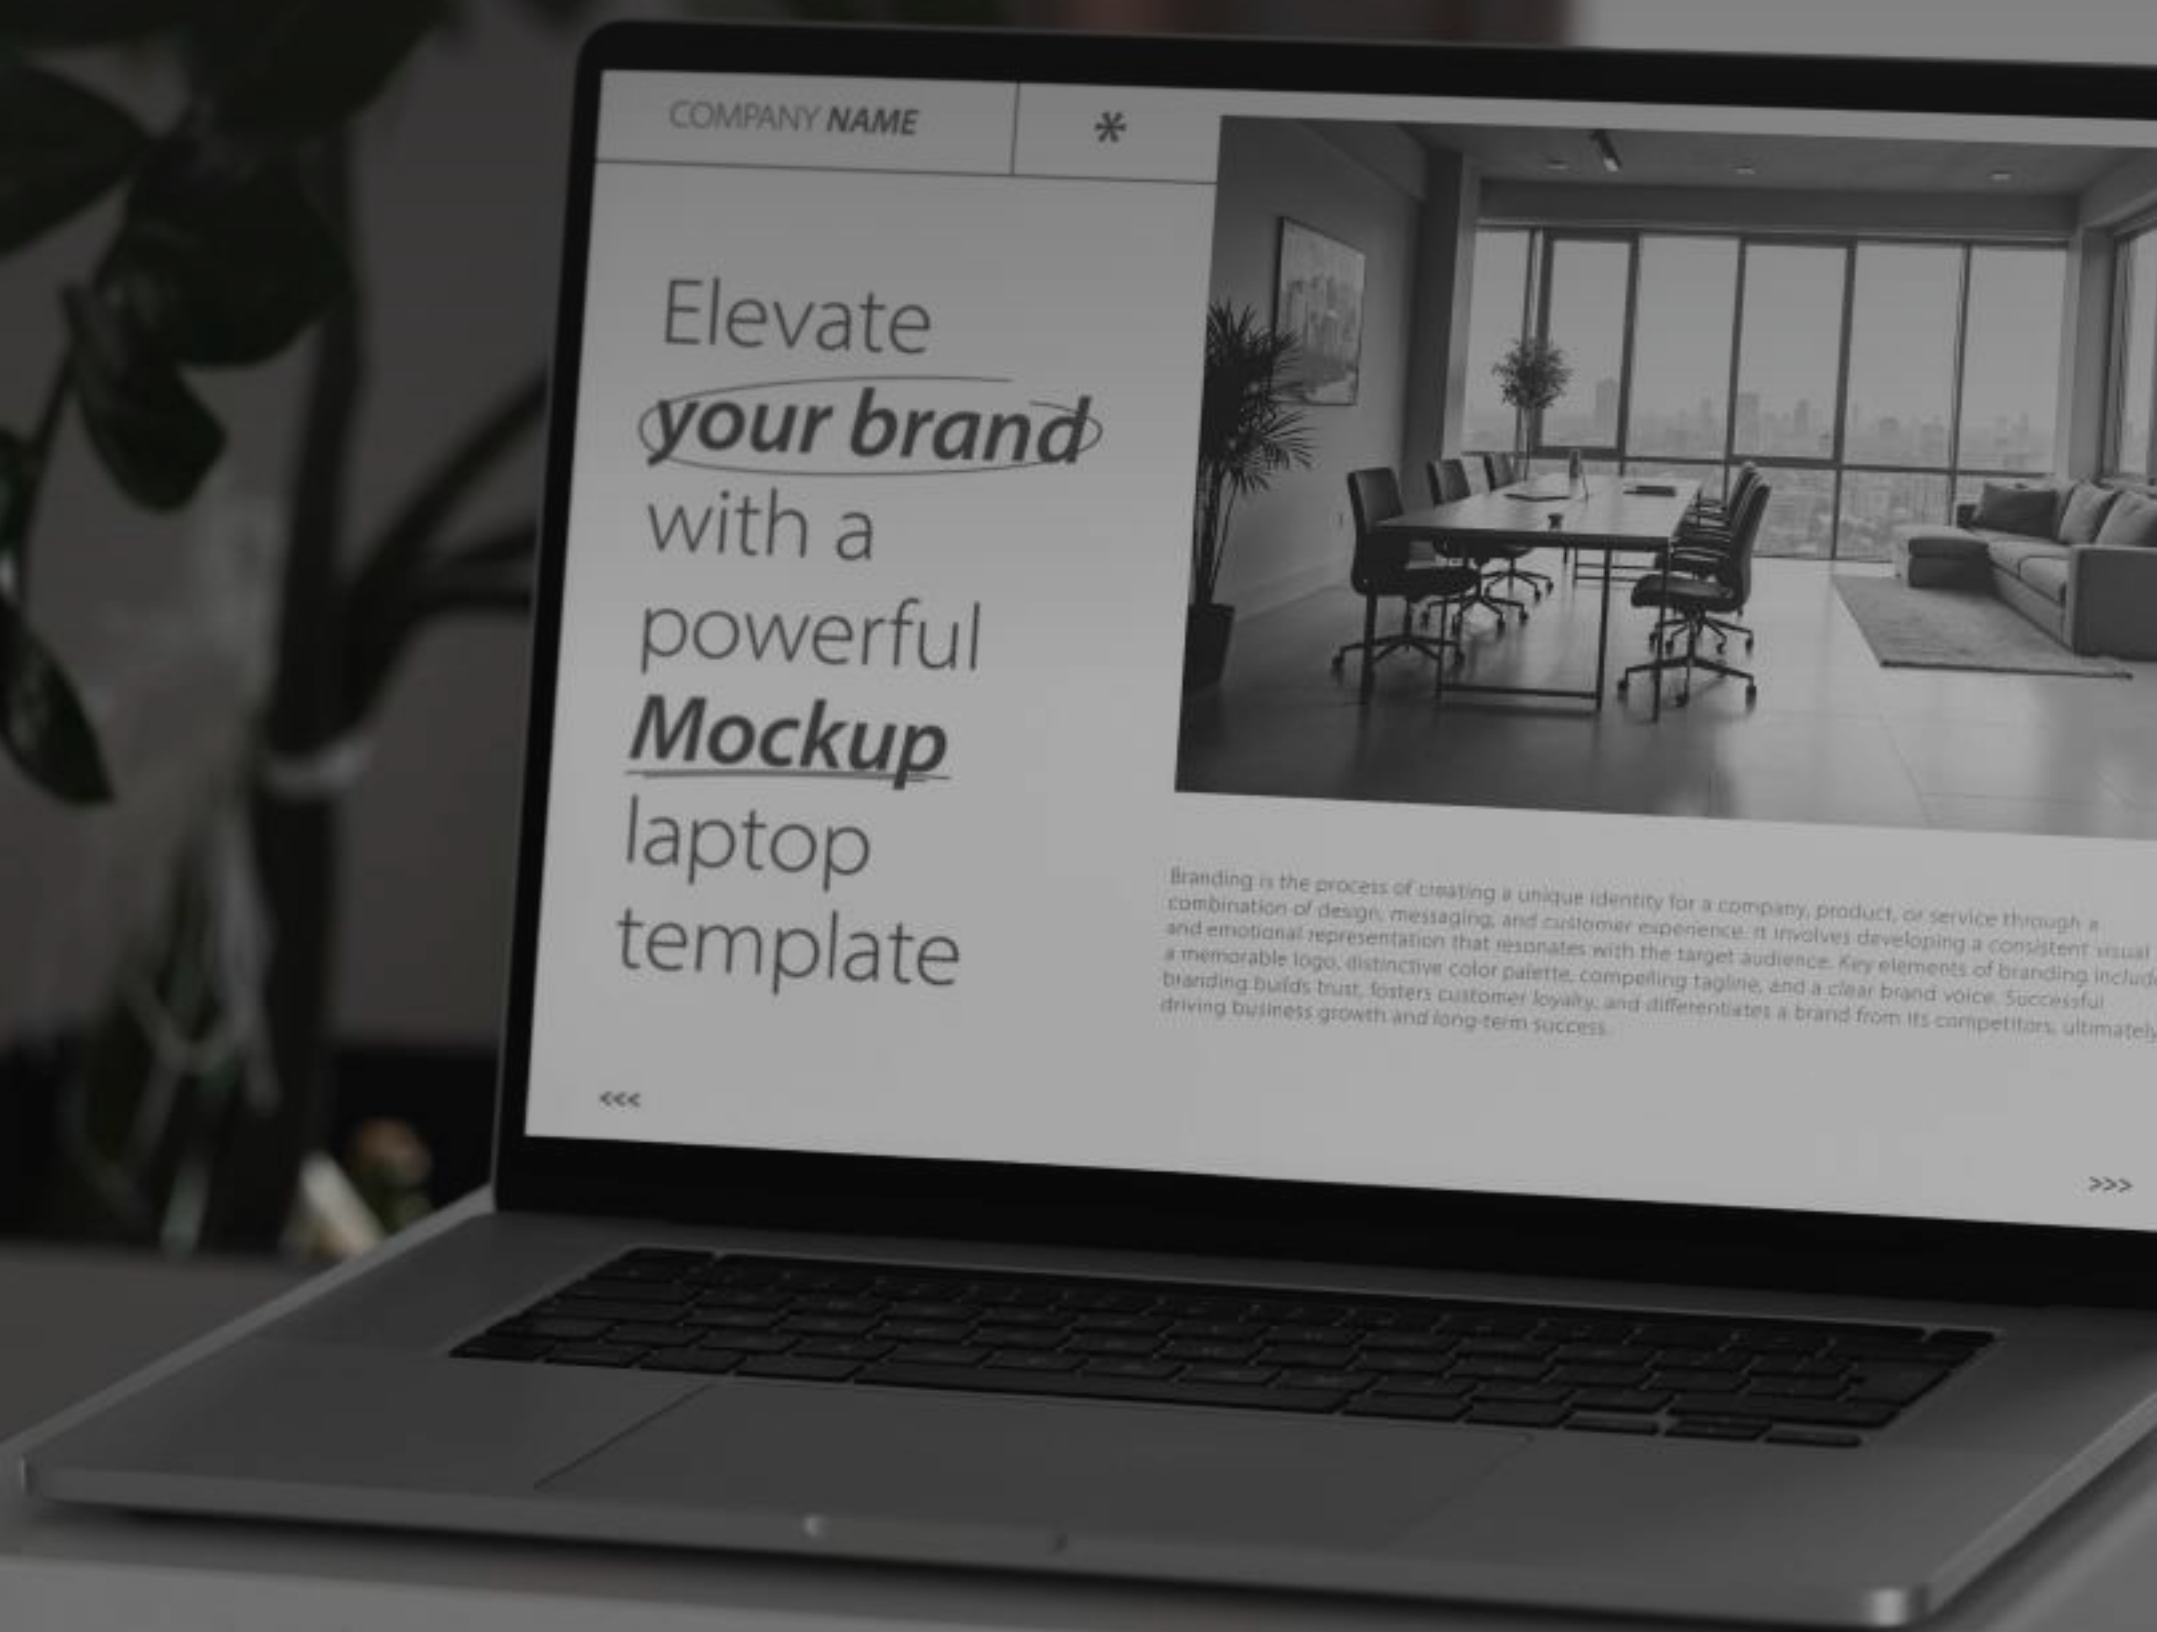 COMPANY NAME
*
Elevate
your brand
with a
powerful
Mockup
laptop
template
Branding is the process of creating a unique identity for a company, product, or service through a
combination of design, messaging, and customer experience. It involves developing a consistent visual
and emotional representation that resonates with the target audience. Key elements of branding include
a memorable logo, distinctive color palette, compelling tagline, and a clear brand voice. Successful
branding builds trust, fosters customer loyalty, and differentiates a brand from its competitors, ultimately
driving business growth and long-term success.
<<<
>>>